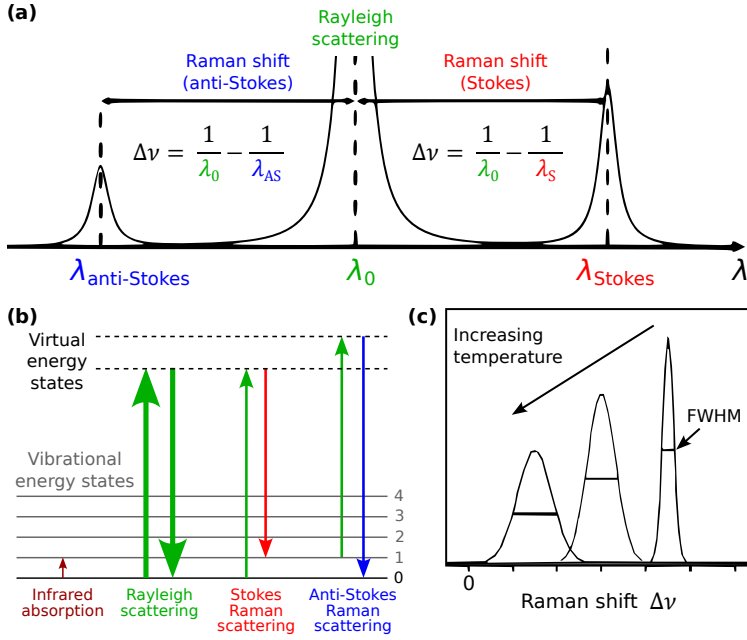 (a)
Rayleigh
scattering
Raman shift
(anti-Stokes)
Raman shift
(Stokes)
Δν = 1/λ0 − 1/λAS
Δν = 1/λ0 − 1/λS
λanti-Stokes
λ0
λStokes
λ
(b)
Virtual
energy
states
Vibrational
energy states
4
3
2
1
0
Infrared
absorption
Rayleigh
scattering
Stokes
Raman
scattering
Anti-Stokes
Raman
scattering
(c)
Increasing
temperature
FWHM
0
Raman shift Δν